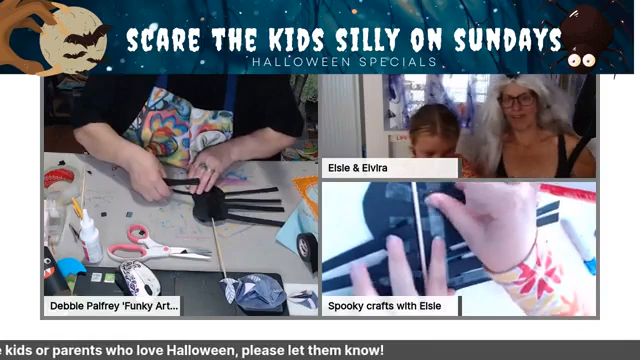 SCARE THE KIDS SILLY ON SUNDAYS
HALLOWEEN SPECIALS
Elsie & Elvira
Debbie Palfrey 'Funky Art...
Spooky crafts with Elsie
e kids or parents who love Halloween, please let them know!